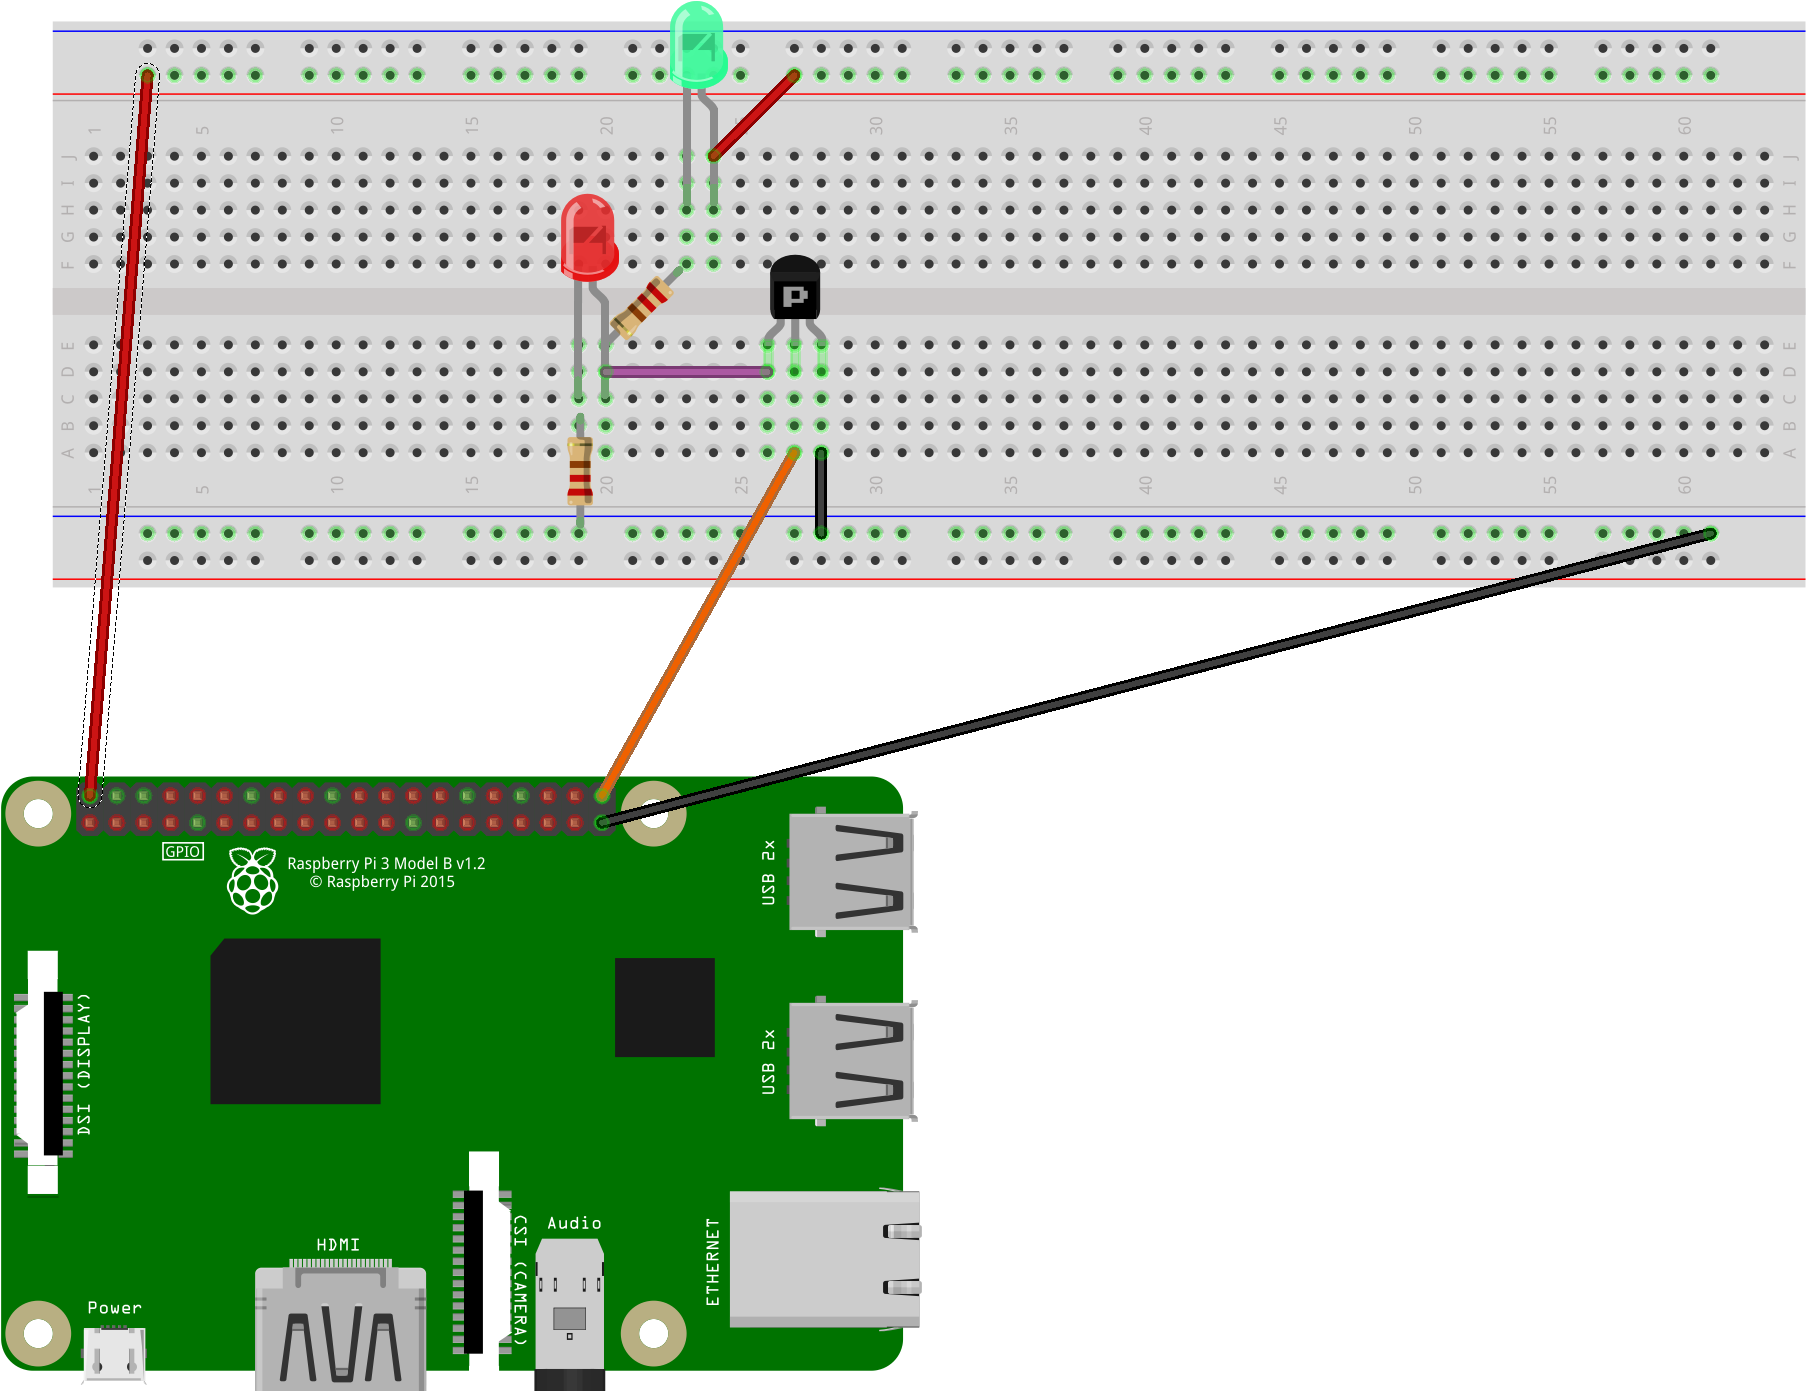 1 5 10 15 20 25 30 35 40 45 50 55 60
J J
I I
H H
G G
F F
P
E E
D D
C C
B B
A A
1 5 10 15 20 25 30 35 40 45 50 55 60
GPIO
Raspberry Pi 3 Model B v1.2
© Raspberry Pi 2015
USB 2x
DSI (DISPLAY)
USB 2x
CSI (CAMERA)
Audio
ETHERNET
HDMI
Power